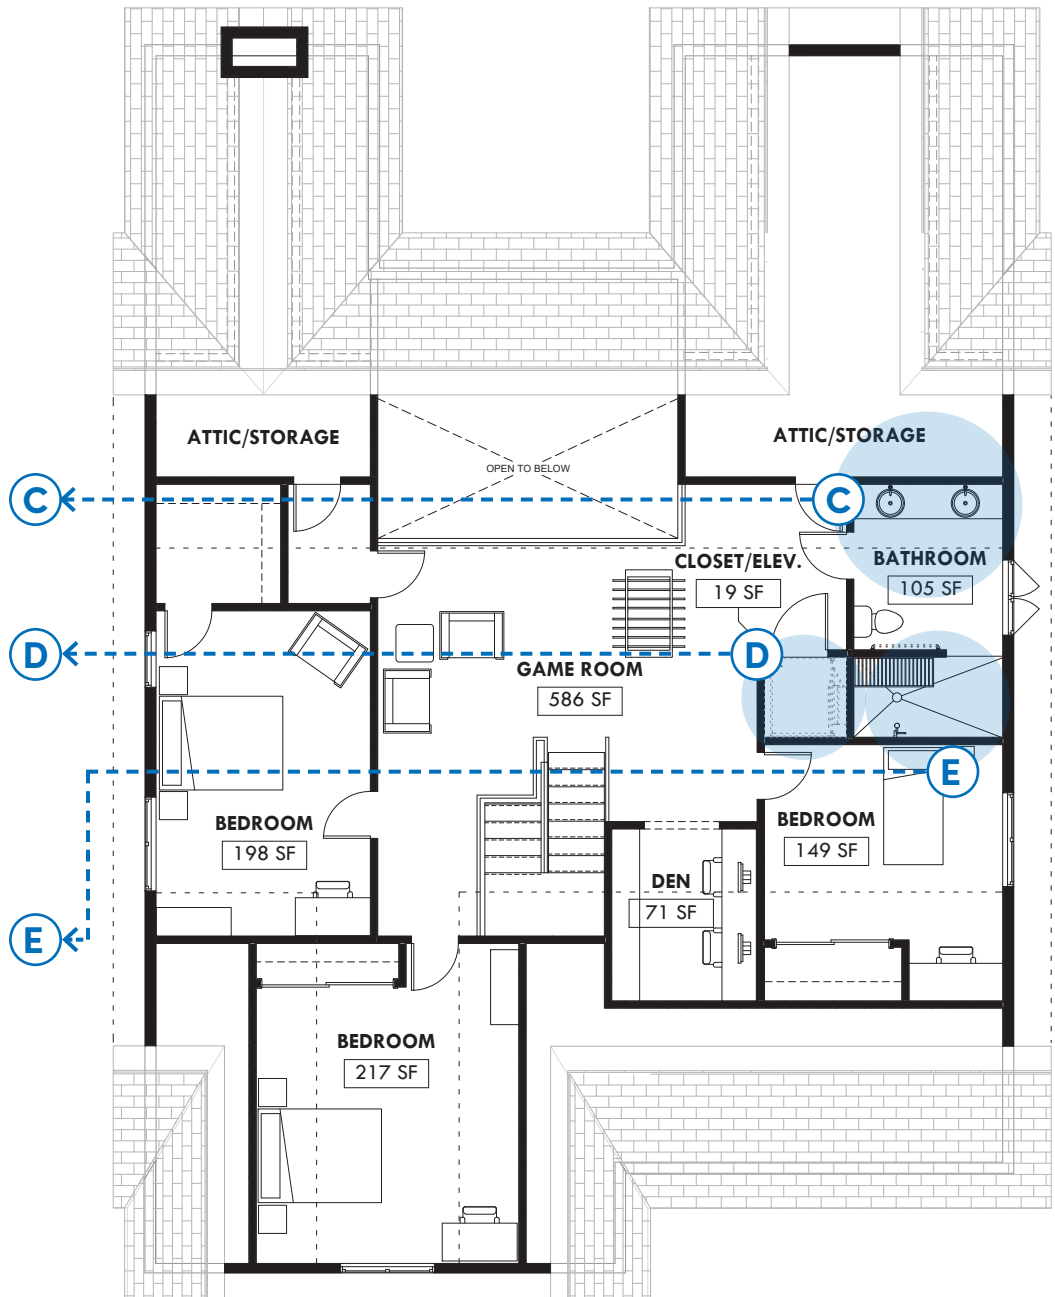 ATTIC/STORAGE
ATTIC/STORAGE
OPEN TO BELOW
C
C
CLOSET/ELEV.
19 SF
BATHROOM
105 SF
D
D
GAME ROOM
586 SF
E
E
BEDROOM
198 SF
BEDROOM
149 SF
DEN
71 SF
BEDROOM
217 SF